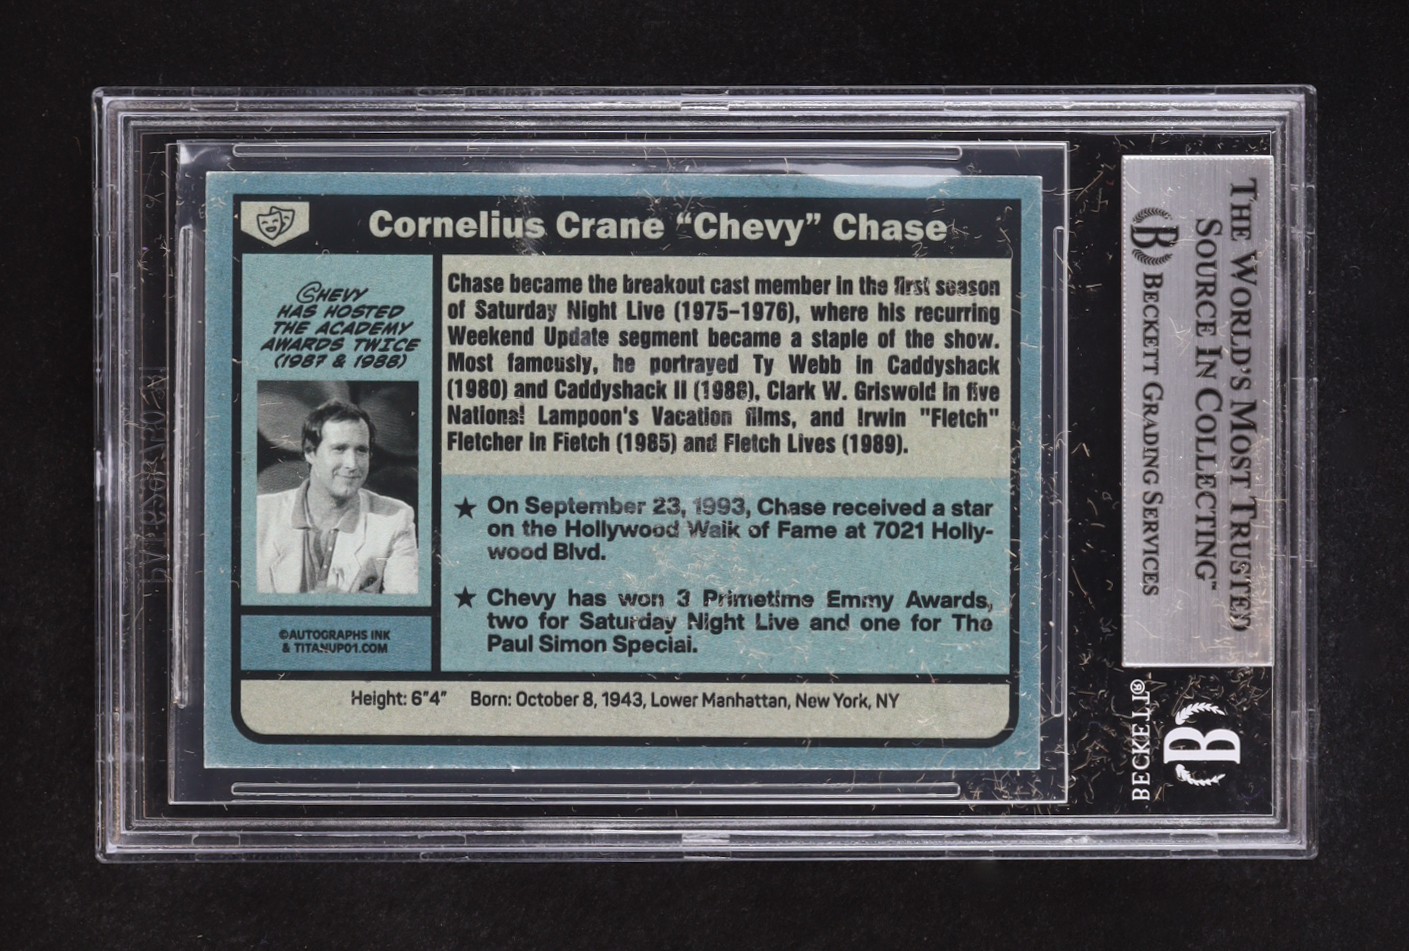 Cornelius Crane “Chevy” Chase
CHEVY
HAS HOSTED
THE ACADEMY
AWARDS TWICE
(1987 & 1988)
Chase became the breakout cast member in the first season
of Saturday Night Live (1975–1976), where his recurring
Weekend Update segment became a staple of the show.
Most famously, he portrayed Ty Webb in Caddyshack
(1980) and Caddyshack II (1988), Clark W. Griswold in five
National Lampoon's Vacation films, and Irwin "Fletch"
Fletcher in Fletch (1985) and Fletch Lives (1989).
★ On September 23, 1993, Chase received a star
on the Hollywood Walk of Fame at 7021 Holly-
wood Blvd.
★ Chevy has won 3 Primetime Emmy Awards,
two for Saturday Night Live and one for The
Paul Simon Special.
©AUTOGRAPHS INK
& TITANUP01.COM
Height: 6”4” Born: October 8, 1943, Lower Manhattan, New York, NY
THE WORLD'S MOST TRUSTED
SOURCE IN COLLECTING™
B BECKETT GRADING SERVICES
BECKETT®
B